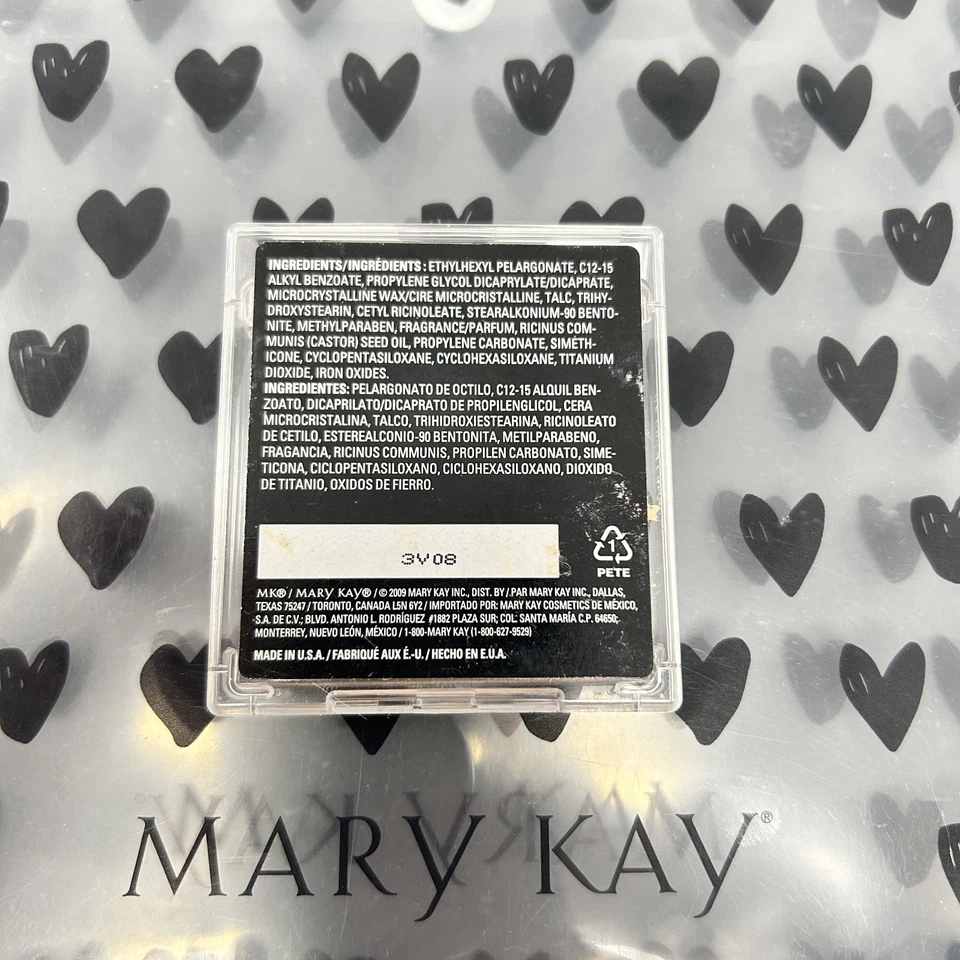 INGREDIENTS/INGRÉDIENTS : ETHYLHEXYL PELARGONATE, C12-15
ALKYL BENZOATE, PROPYLENE GLYCOL DICAPRYLATE/DICAPRATE,
MICROCRYSTALLINE WAX/CIRE MICROCRISTALLINE, TALC, TRIHY-
DROXYSTEARIN, CETYL RICINOLEATE, STEARALKONIUM-90 BENTO-
NITE, METHYLPARABEN, FRAGRANCE/PARFUM, RICINUS COM-
MUNIS (CASTOR) SEED OIL, PROPYLENE CARBONATE, SIMÉTH-
ICONE, CYCLOPENTASILOXANE, CYCLOHEXASILOXANE, TITANIUM
DIOXIDE, IRON OXIDES.
INGREDIENTES: PELARGONATO DE OCTILO, C12-15 ALQUIL BEN-
ZOATO, DICAPRILATO/DICAPRATO DE PROPILENGLICOL, CERA
MICROCRISTALINA, TALCO, TRIHIDROXIESTEARINA, RICINOLEATO
DE CETILO, ESTEREALCONIO-90 BENTONITA, METILPARABENO,
FRAGANCIA, RICINUS COMMUNIS, PROPILEN CARBONATO, SIME-
TICONA, CICLOPENTASILOXANO, CICLOHEXASILOXANO, DIOXIDO
DE TITANIO, OXIDOS DE FIERRO.
3V08
1
PETE
MK® / MARY KAY® / © 2009 MARY KAY INC., DIST. BY / PAR MARY KAY INC., DALLAS,
TEXAS 75247 / TORONTO, CANADA L5N 6Y2 / IMPORTADO POR: MARY KAY COSMETICS DE MÉXICO,
S.A. DE C.V.; BLVD. ANTONIO L. RODRÍGUEZ #1882 PLAZA SUR; COL: SANTA MARÍA C.P. 64650;
MONTERREY, NUEVO LEÓN, MÉXICO / 1-800-MARY KAY (1-800-627-9529)
MADE IN U.S.A. / FABRIQUÉ AUX É.-U. / HECHO EN E.U.A.
MARY KAY®